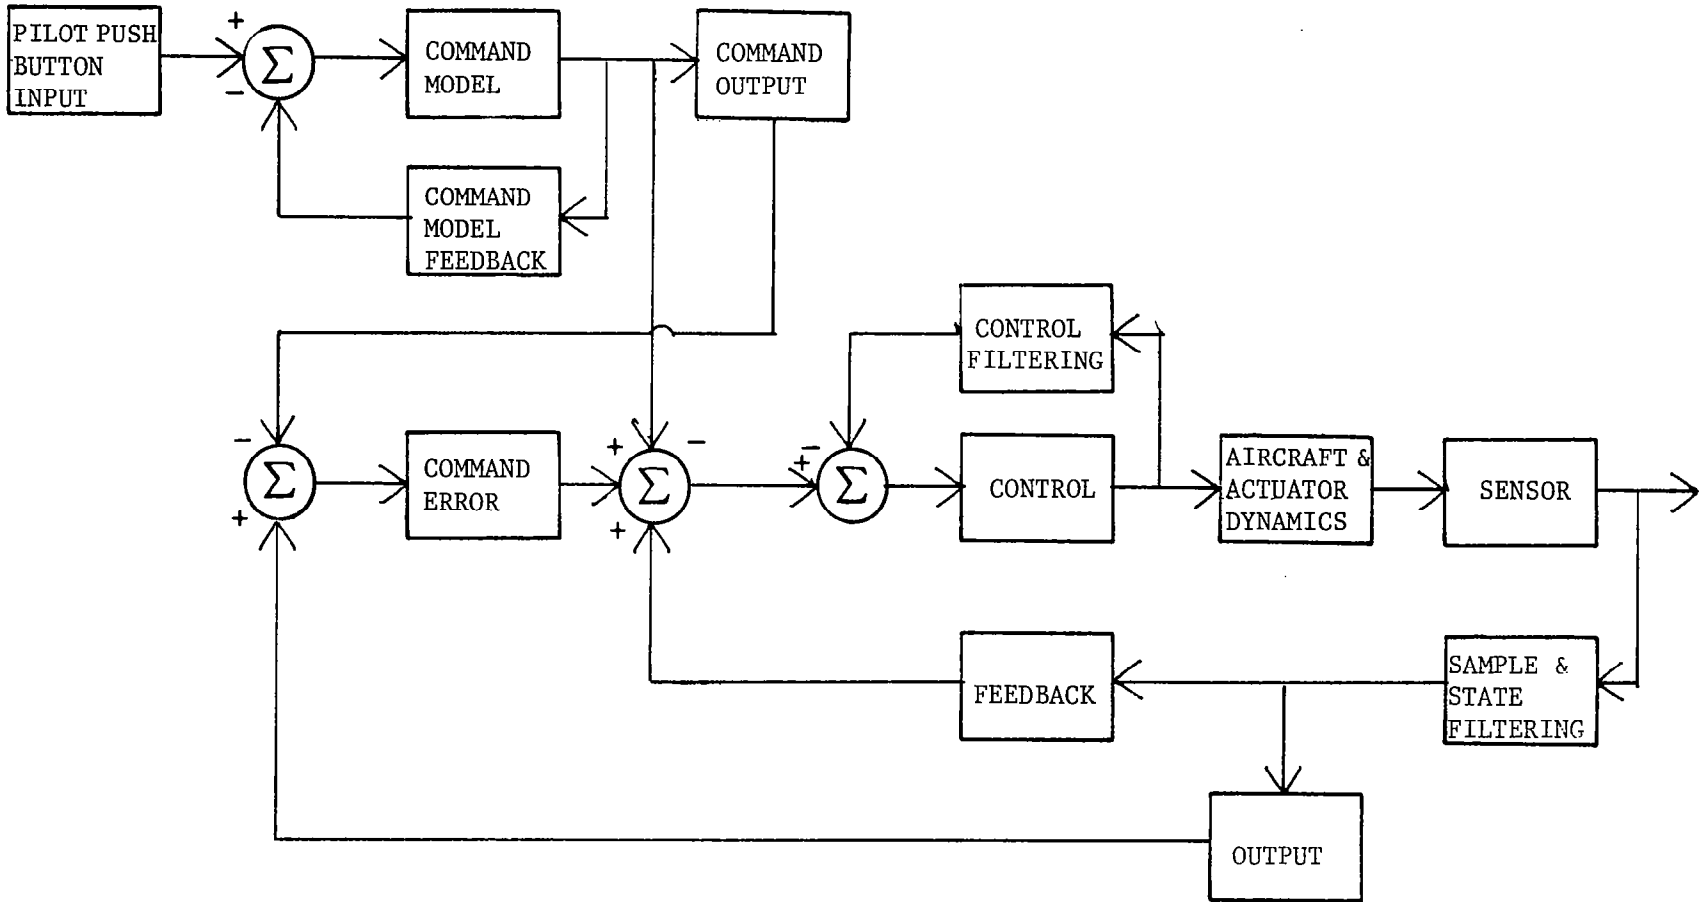 PILOT PUSH
BUTTON
INPUT
+
−
Σ
COMMAND
MODEL
COMMAND
OUTPUT
COMMAND
MODEL
FEEDBACK
CONTROL
FILTERING
−
+
Σ
COMMAND
ERROR
+
−
+
Σ
−
+
Σ
CONTROL
AIRCRAFT &
ACTUATOR
DYNAMICS
SENSOR
FEEDBACK
SAMPLE &
STATE
FILTERING
OUTPUT